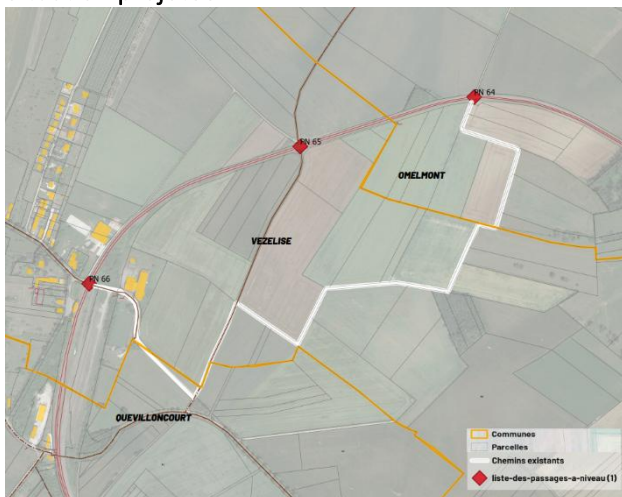 PN 64
PN 65
OMELMONT
VEZELISE
PN 66
QUEVILLONCOURT
Communes
Parcelles
Chemins existants
liste-des-passages-a-niveau (1)